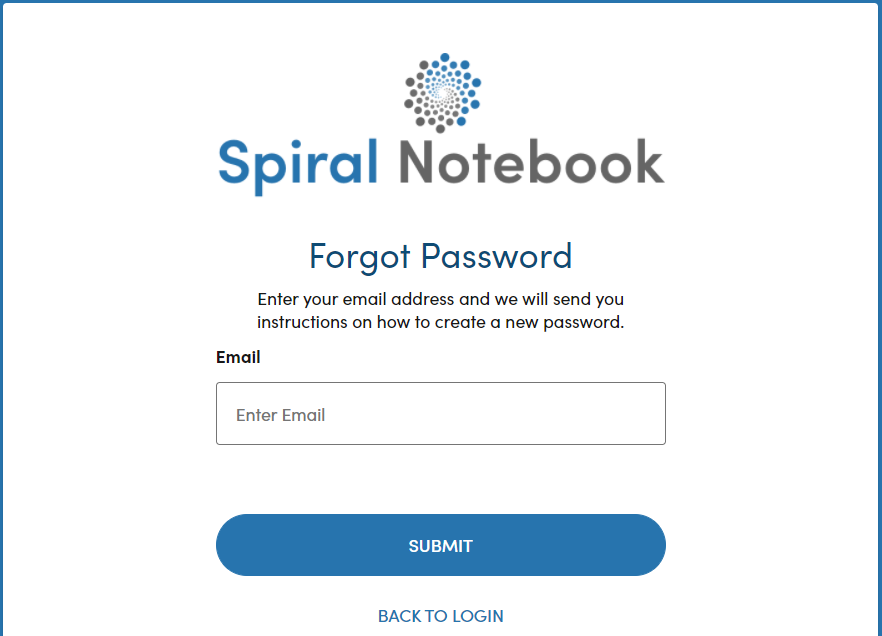 Spiral Notebook
Forgot Password
Enter your email address and we will send you
instructions on how to create a new password.
Email
Enter Email
SUBMIT
BACK TO LOGIN